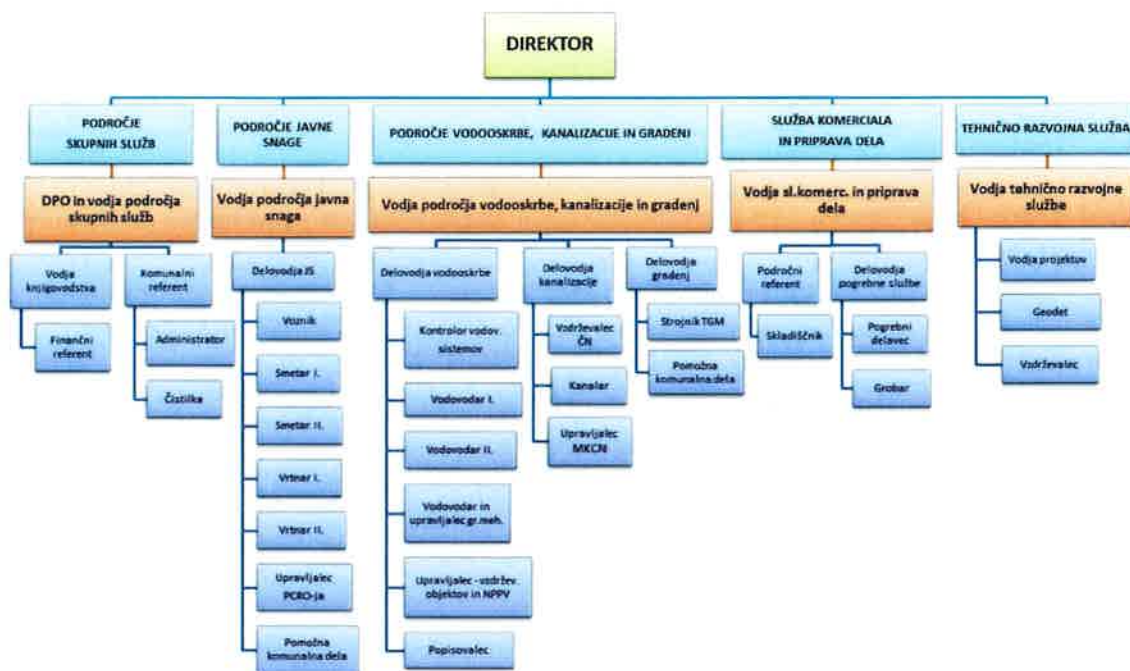 DIREKTOR
PODROČJE
SKUPNIH SLUŽB
PODROČJE JAVNE
SNAGE
PODROČJE VODOOSKRBE, KANALIZACIJE IN GRADENJ
SLUŽBA KOMERCIALA
IN PRIPRAVA DELA
TEHNIČNO RAZVOJNA SLUŽBA
DPO in vodja področja
skupnih služb
Vodja področja javna
snaga
Vodja področja vodooskrbe, kanalizacije in gradenj
Vodja sl.komerc. in priprava
dela
Vodja tehnično razvojne
službe
Vodja
knjigovodstva
Finančni
referent
Komunalni
referent
Administrator
Čistilka
Delovodja JS
Voznik
Smetar I.
Smetar II.
Vrtnar I.
Vrtnar II.
Upravljalec
PCRO-ja
Pomožna
komunalna dela
Delovodja vodooskrbe
Kontrolor vodov.
sistemov
Vodovodar I.
Vodovodar II.
Vodovodar in
upravljalec gr.meh.
Upravljalec - vzdržev.
objektov in NPPV
Popisovalec
Delovodja
kanalizacije
Vzdrževalec
ČN
Kanalar
Upravljalec
MKČN
Delovodja
gradenj
Strojnik TGM
Pomožna
komunalna dela
Področni
referent
Skladiščnik
Delovodja
pogrebne službe
Pogrebni
delavec
Grobar
Vodja projektov
Geodet
Vzdrževalec